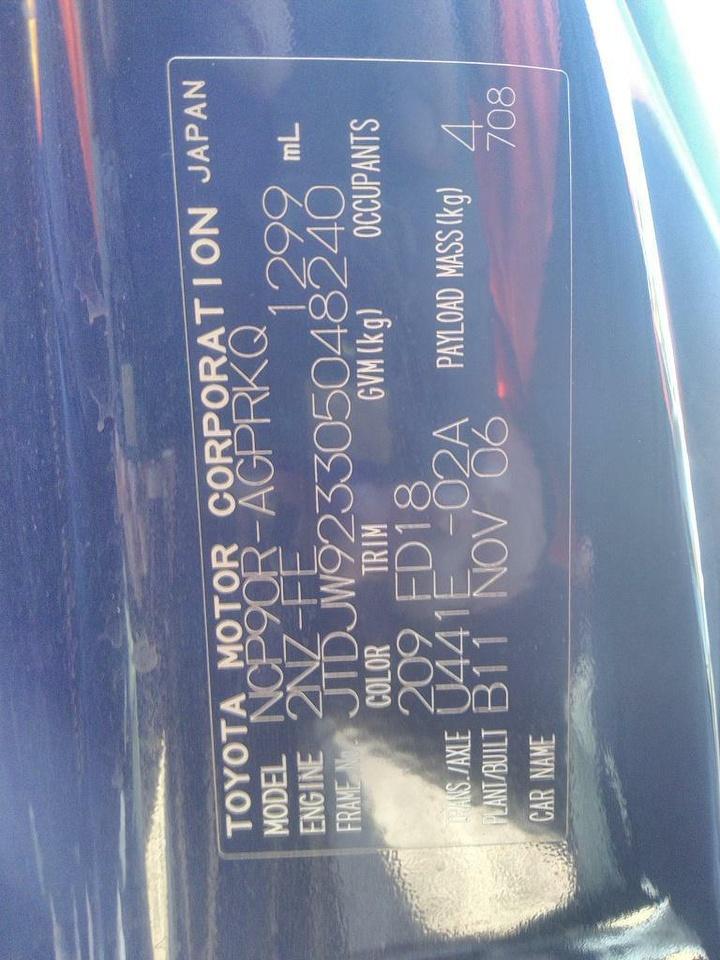 TOYOTA MOTOR CORPORATION JAPAN
MODEL NCP90R-AGPRKQ
ENGINE 2NZ-FE 1299 mL
FRAME No. JTDJW923305048240
COLOR TRIM GVM(kg) OCCUPANTS
209 FD18 4
TRANS./AXLE U441E -02A PAYLOAD MASS(kg) 708
PLANT/BUILT B11 NOV 06
CAR NAME